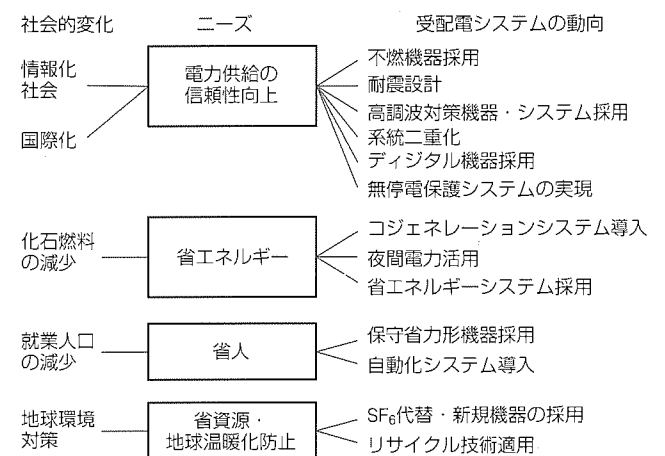 社会的変化 ニーズ 受配電システムの動向
情報化
社会
国際化
電力供給の
信頼性向上
不燃機器採用
耐震設計
高調波対策機器・システム採用
系統二重化
ディジタル機器採用
無停電保護システムの実現
化石燃料
の減少
省エネルギー
コジェネレーションシステム導入
夜間電力活用
省エネルギーシステム採用
就業人口
の減少
省人
保守省力形機器採用
自動化システム導入
地球環境
対策
省資源・
地球温暖化防止
SF₆代替・新規機器の採用
リサイクル技術適用